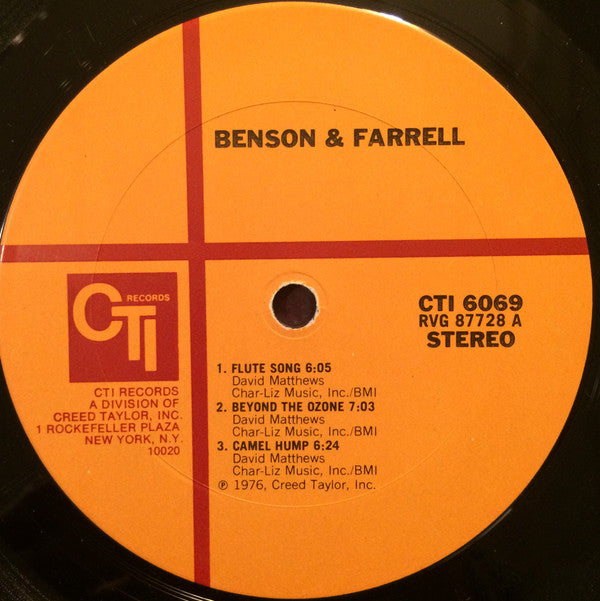 BENSON & FARRELL
CTI RECORDS
CTI RECORDS
A DIVISION OF
CREED TAYLOR, INC.
1 ROCKEFELLER PLAZA
NEW YORK, N.Y.
10020
CTI 6069
RVG 87728 A
STEREO
1. FLUTE SONG 6:05
David Matthews
Char-Liz Music, Inc./BMI
2. BEYOND THE OZONE 7:03
David Matthews
Char-Liz Music, Inc./BMI
3. CAMEL HUMP 6:24
David Matthews
Char-Liz Music, Inc./BMI
℗ 1976, Creed Taylor, Inc.